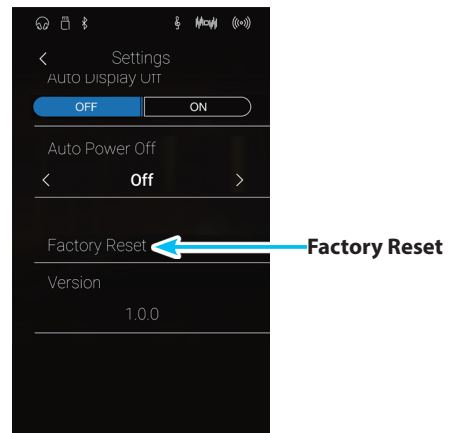 Settings
Auto Display Off
OFF ON
Auto Power Off
< Off >
Factory Reset
Factory Reset
Version
1.0.0